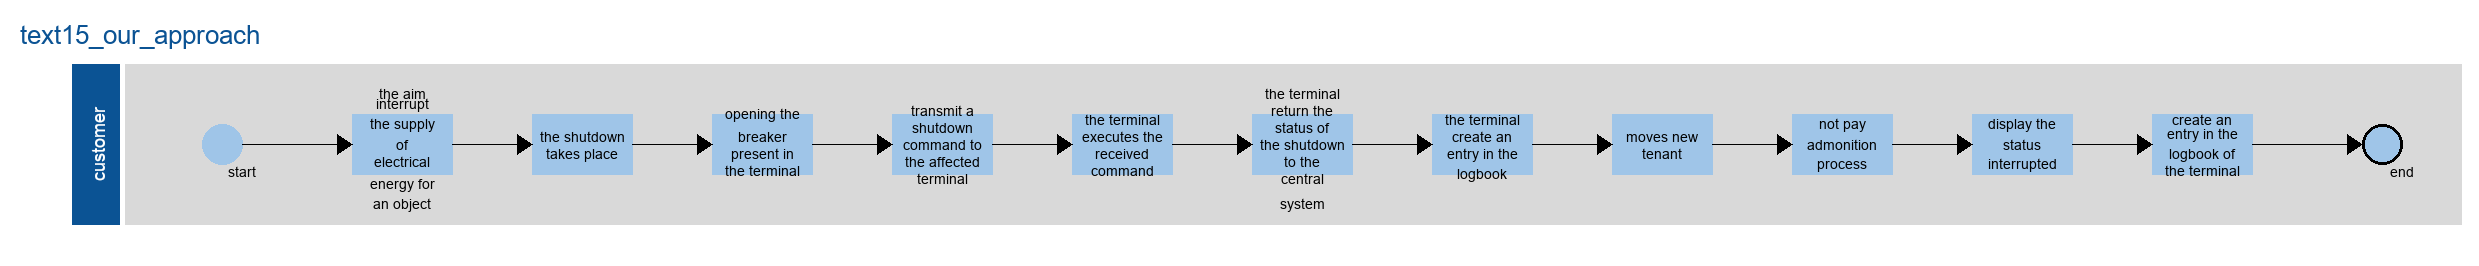 text15_our_approach
customer
start
the aim
interrupt
the supply
of
electrical
energy for
an object
the shutdown
takes place
opening the
breaker
present in
the terminal
transmit a
shutdown
command to
the affected
terminal
the terminal
executes the
received
command
the terminal
return the
status of
the shutdown
to the
central
system
the terminal
create an
entry in the
logbook
moves new
tenant
not pay
admonition
process
display the
status
interrupted
create an
entry in the
logbook of
the terminal
end